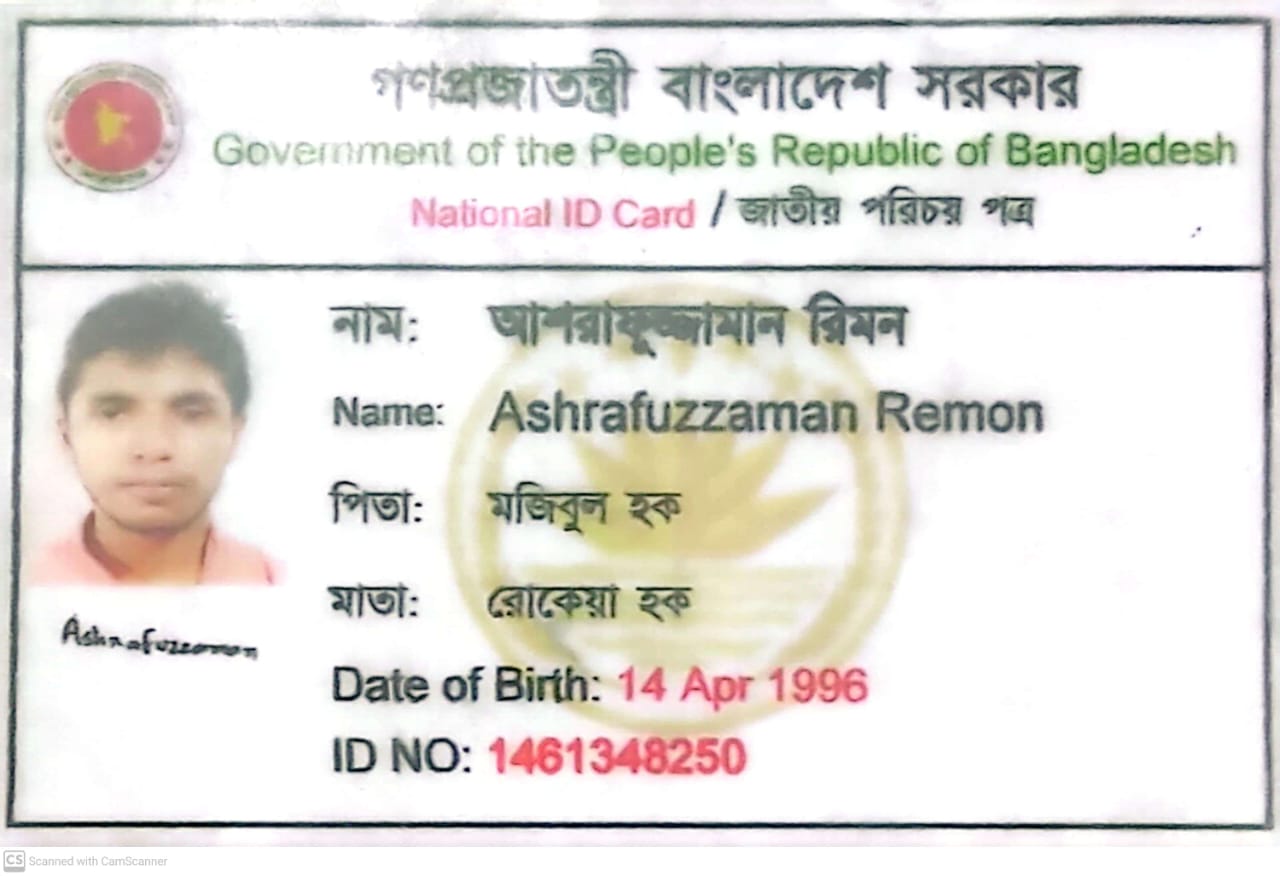 গণপ্রজাতন্ত্রী বাংলাদেশ সরকার
Government of the People's Republic of Bangladesh
National ID Card / জাতীয় পরিচয় পত্র
নাম: আশরাফুজ্জামান রিমন
Name: Ashrafuzzaman Remon
পিতা: মজিবুল হক
মাতা: রোকেয়া হক
Ashrafuzzaman
Date of Birth: 14 Apr 1996
ID NO: 1461348250
CS Scanned with CamScanner